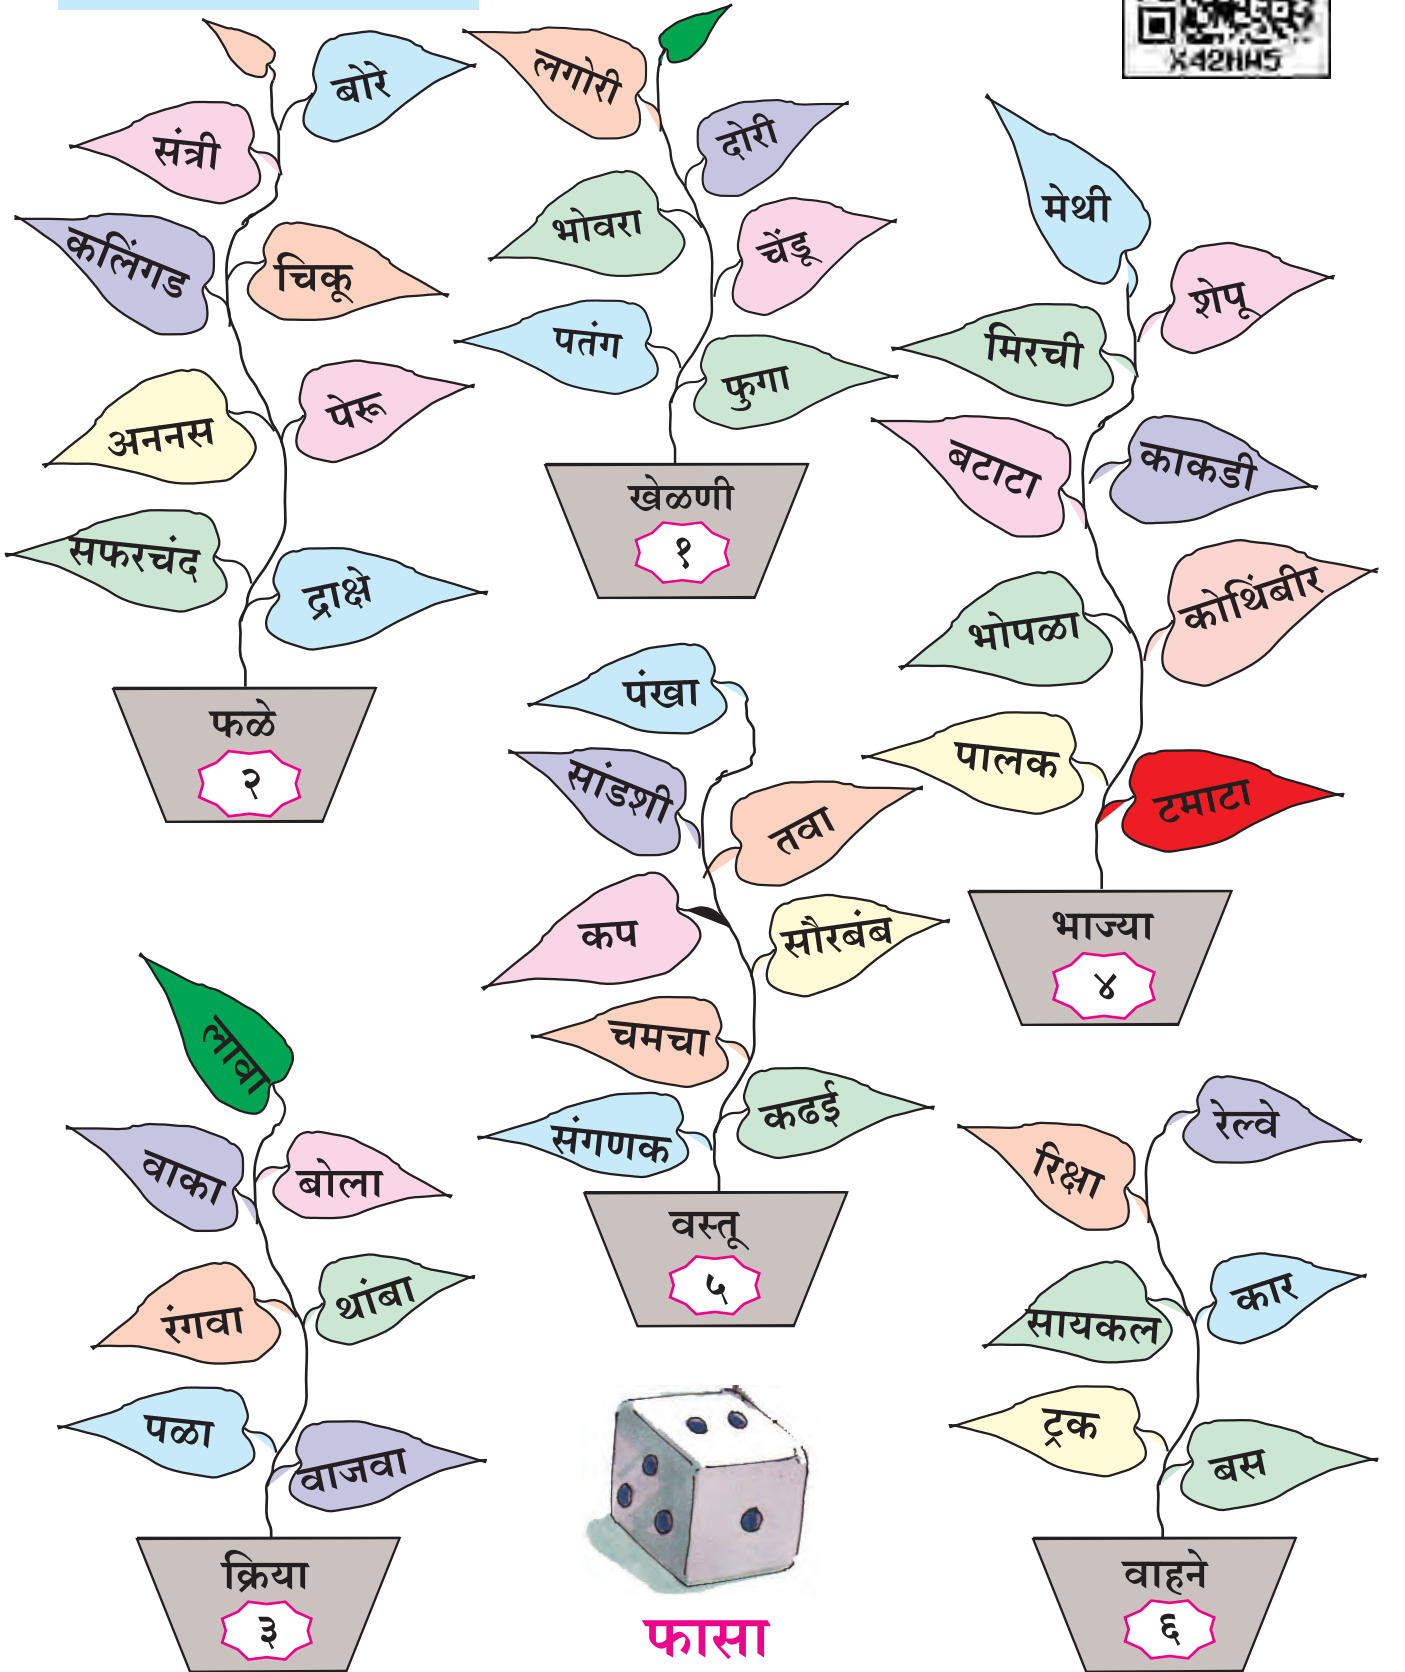 X42HW5
लगोरी
दोरी
भोवरा
चेंडू
पतंग
फुगा
खेळणी
१
बोरे
संत्री
कलिंगड
चिकू
पेरू
अननस
सफरचंद
द्राक्षे
फळे
२
लावा
वाका
बोला
रंगवा
थांबा
पळा
वाजवा
क्रिया
३
मेथी
शेपू
मिरची
बटाटा
काकडी
कोथिंबीर
भोपळा
पालक
टमाटा
भाज्या
४
पंखा
सांडशी
तवा
कप
सौरबंब
चमचा
कढई
संगणक
वस्तू
५
रेल्वे
रिक्षा
कार
सायकल
ट्रक
बस
वाहने
६
फासा